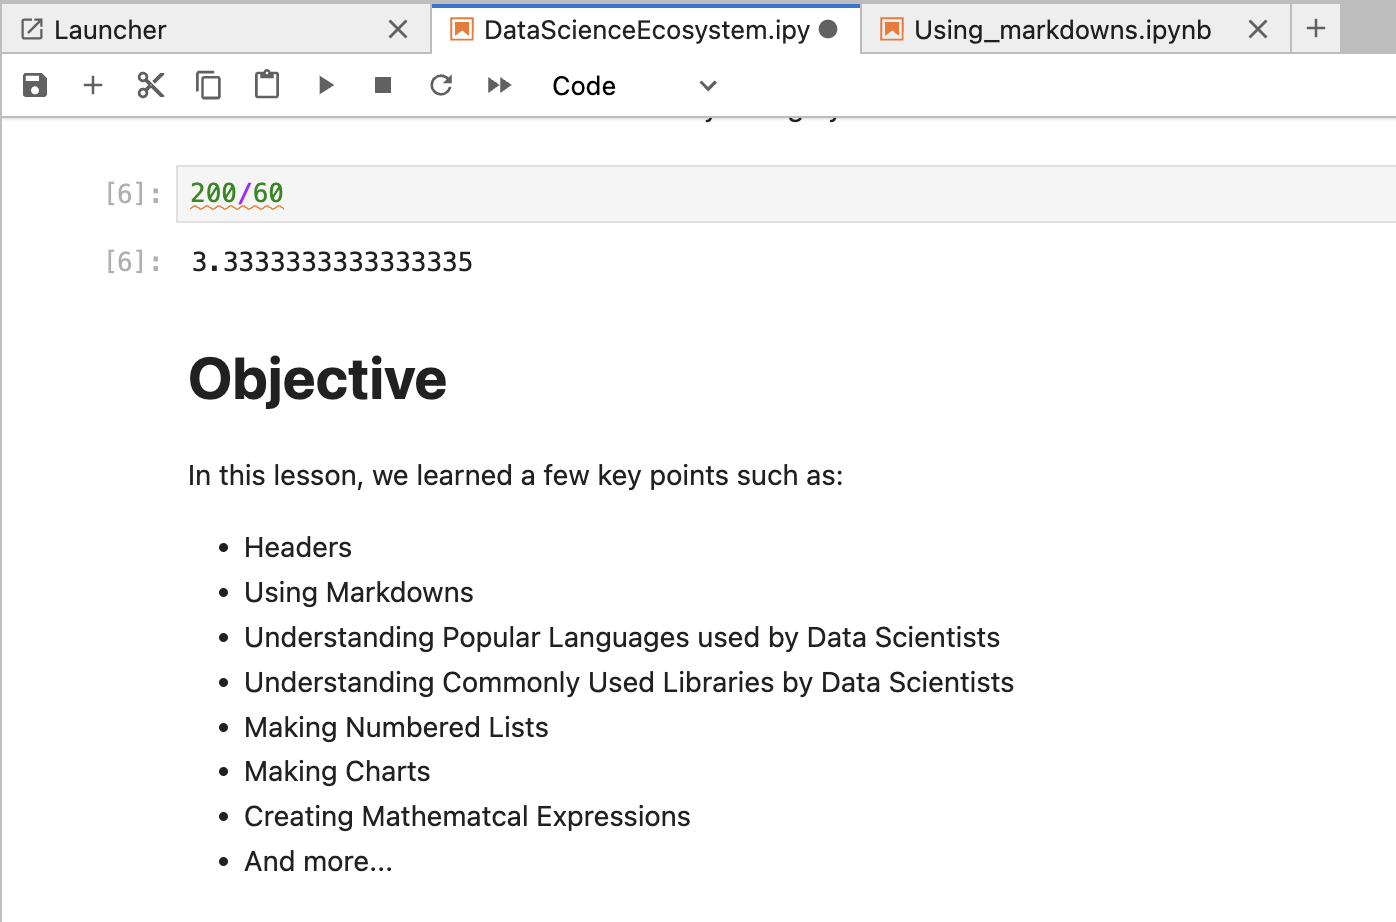 Launcher
DataScienceEcosystem.ipy
Using_markdowns.ipynb
Code
[6]: 200/60
[6]: 3.3333333333333335
Objective
In this lesson, we learned a few key points such as:
• Headers
• Using Markdowns
• Understanding Popular Languages used by Data Scientists
• Understanding Commonly Used Libraries by Data Scientists
• Making Numbered Lists
• Making Charts
• Creating Mathematcal Expressions
• And more...